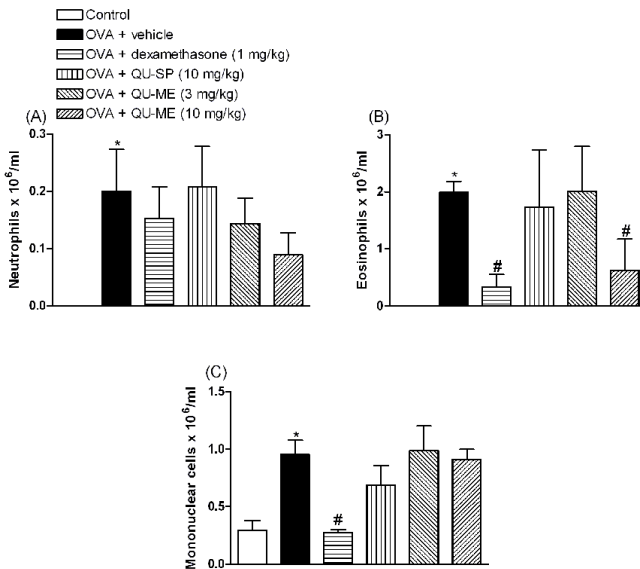 Control
OVA + vehicle
OVA + dexamethasone (1 mg/kg)
OVA + QU-SP (10 mg/kg)
OVA + QU-ME (3 mg/kg)
OVA + QU-ME (10 mg/kg)
(A)
Neutrophils x 10⁶/ml
0.3
0.2
0.1
0.0
*
(B)
Eosinophils x 10⁶/ml
3
2
1
0
*
#
#
(C)
Mononuclear cells x 10⁶/ml
1.5
1.0
0.5
0.0
*
#